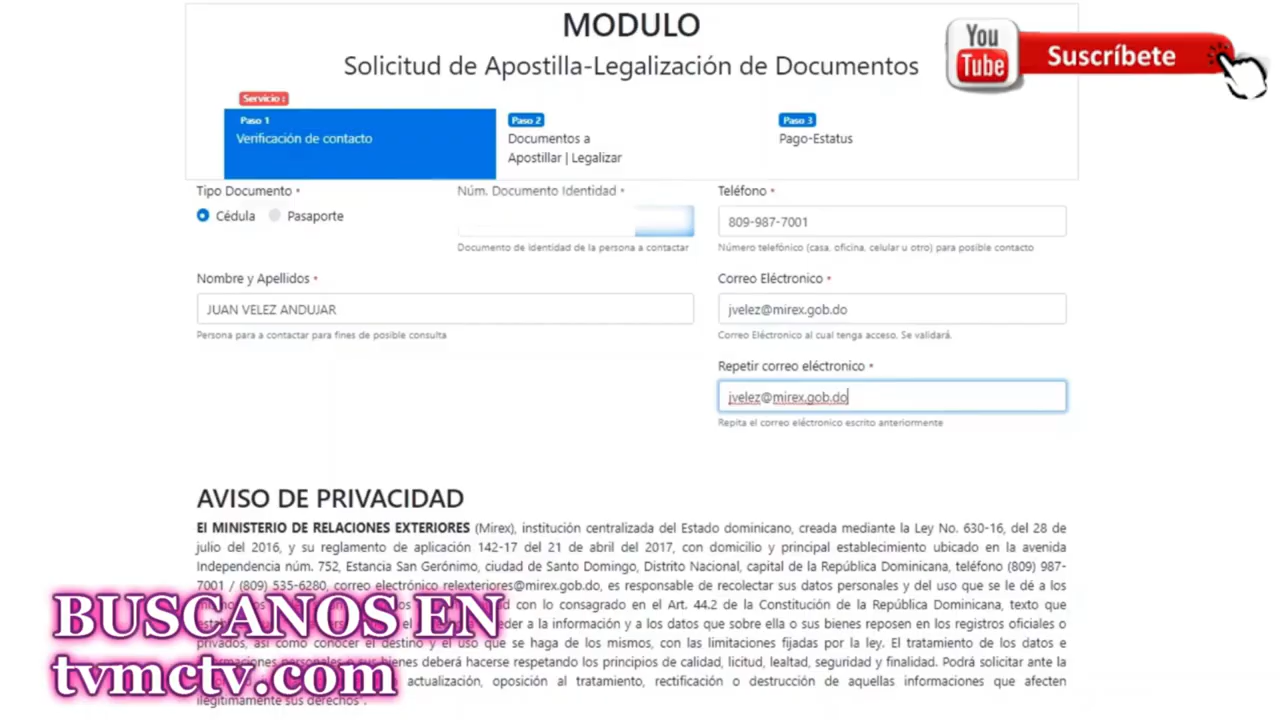 MODULO
Solicitud de Apostilla-Legalización de Documentos
You
Tube
Suscríbete
Servicio :
Paso 1
Verificación de contacto
Paso 2
Documentos a
Apostillar | Legalizar
Paso 3
Pago-Estatus
Tipo Documento *
Cédula
Pasaporte
Núm. Documento Identidad *
Documento de identidad de la persona a contactar
Teléfono *
809-987-7001
Número telefónico (casa, oficina, celular u otro) para posible contacto
Nombre y Apellidos *
JUAN VELEZ ANDUJAR
Persona para a contactar para fines de posible consulta
Correo Eléctronico *
jvelez@mirex.gob.do
Correo Eléctronico al cual tenga acceso. Se validará.
Repetir correo eléctronico *
jvelez@mirex.gob.do
Repita el correo eléctronico escrito anteriormente
AVISO DE PRIVACIDAD
El MINISTERIO DE RELACIONES EXTERIORES (Mirex), institución centralizada del Estado dominicano, creada mediante la Ley No. 630-16, del 28 de
julio del 2016, y su reglamento de aplicación 142-17 del 21 de abril del 2017, con domicilio y principal establecimiento ubicado en la avenida
Independencia núm. 752, Estancia San Gerónimo, ciudad de Santo Domingo, Distrito Nacional, capital de la República Dominicana, teléfono (809) 987-
7001 / (809) 535-6280, correo electrónico relexteriores@mirex.gob.do, es responsable de recolectar sus datos personales y del uso que se le dé a los
con lo consagrado en el Art. 44.2 de la Constitución de la República Dominicana, texto que
a la información y a los datos que sobre ella o sus bienes reposen en los registros oficiales o
privados, así como conocer el destino y el uso que se haga de los mismos, con las limitaciones fijadas por la ley. El tratamiento de los datos e
bienes deberá hacerse respetando los principios de calidad, licitud, lealtad, seguridad y finalidad. Podrá solicitar ante la
actualización, oposición al tratamiento, rectificación o destrucción de aquellas informaciones que afecten
ilegítimamente sus derechos".
BUSCANOS EN
tvmctv.com